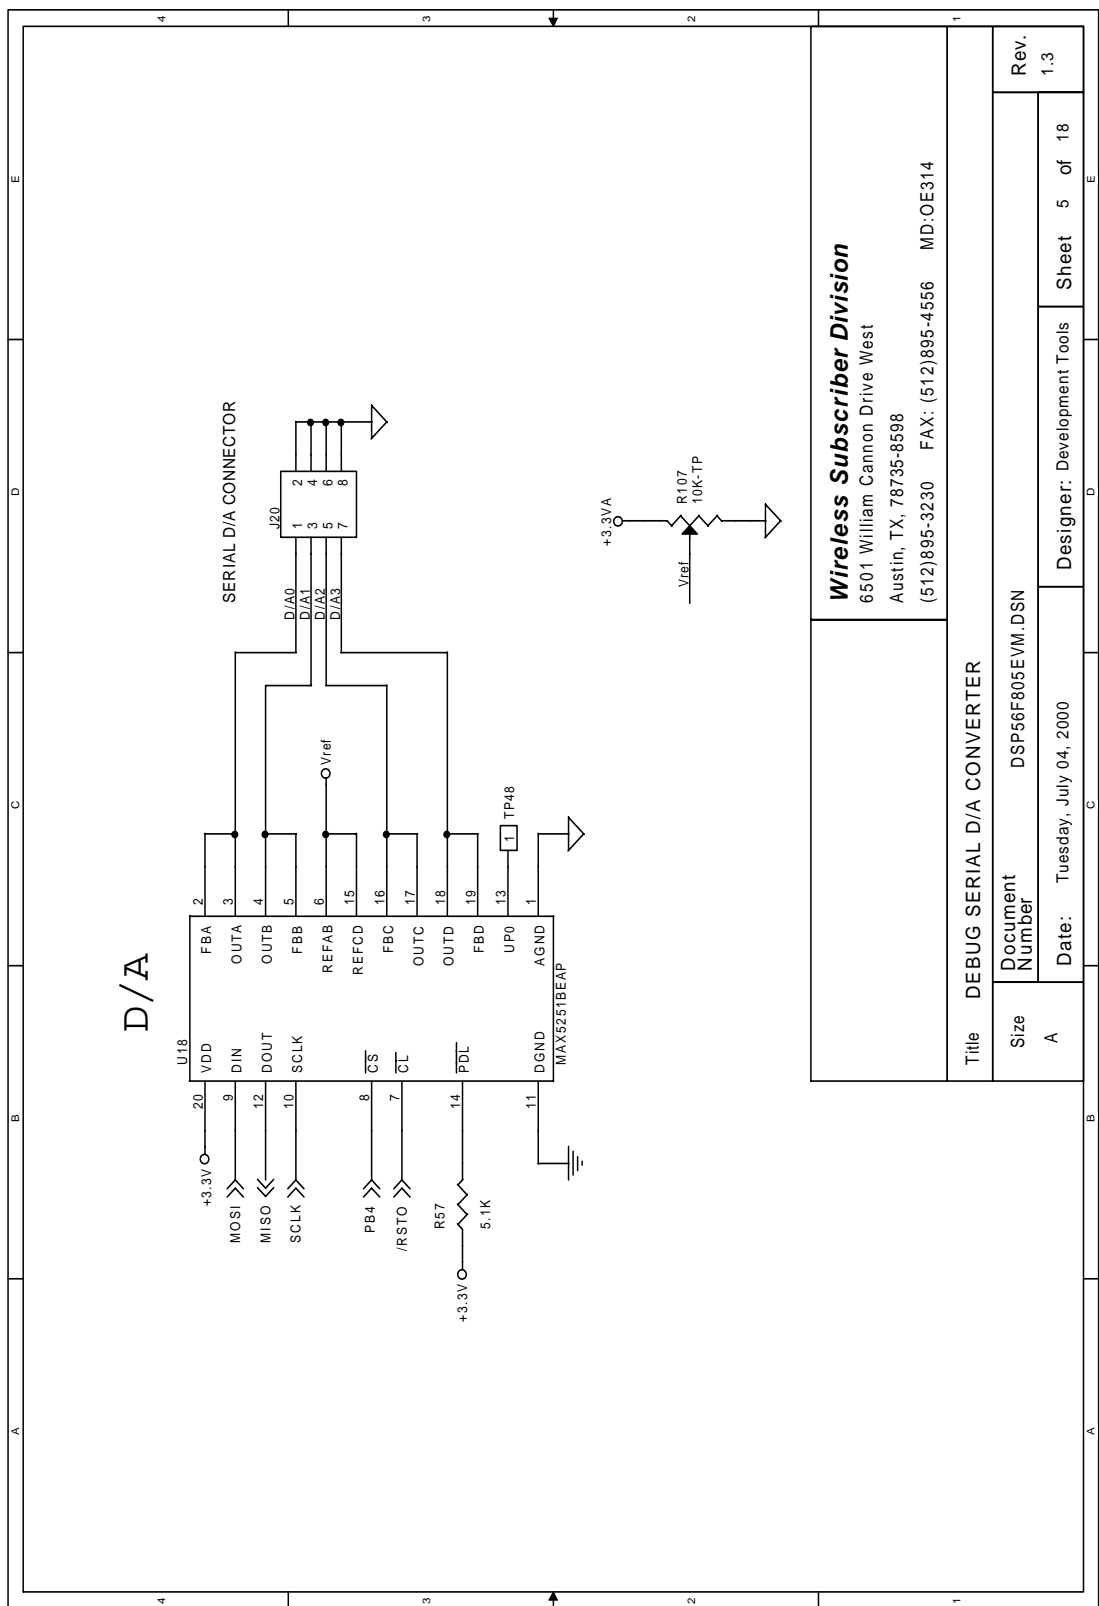 A
B
C
D
E
4
4
D/A
U18
MAX5251BEAP
+3.3V
20
VDD
MOSI
9
DIN
MISO
12
DOUT
SCLK
10
SCLK
PB4
8
CS
/RSTO
7
CL
+3.3V
R57
5.1K
14
PDL
11
DGND
FBA
2
OUTA
3
OUTB
4
FBB
5
REFAB
6
REFCD
15
FBC
16
OUTC
17
OUTD
18
FBD
19
UP0
13
AGND
1
Vref
1
TP48
SERIAL D/A CONNECTOR
J20
D/A0
1
2
D/A1
3
4
D/A2
5
6
D/A3
7
8
3
3
+3.3VA
R107
10K-TP
Vref
2
2
Wireless Subscriber Division
6501 William Cannon Drive West
Austin, TX, 78735-8598
(512)895-3230 FAX: (512)895-4556 MD:OE314
Title DEBUG SERIAL D/A CONVERTER
Size
A
Document
Number
DSP56F805EVM.DSN
Rev.
1.3
Date: Tuesday, July 04, 2000
Designer: Development Tools
Sheet 5 of 18
1
1
A
B
C
D
E